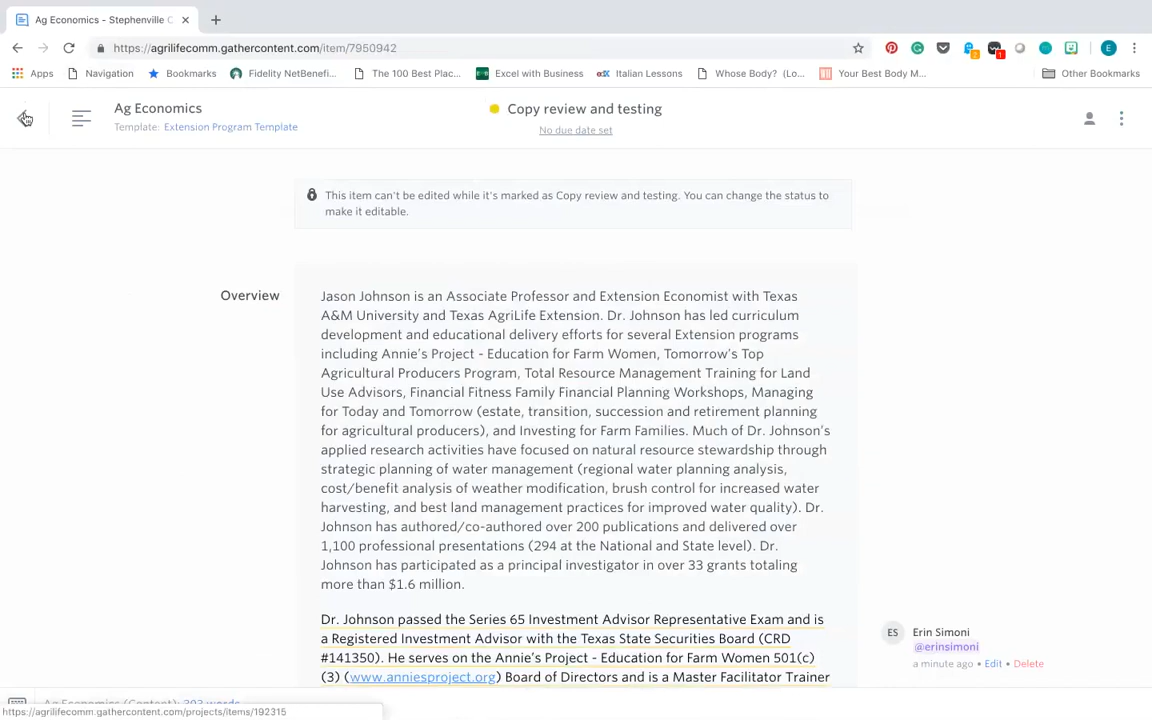 Ag Economics - Stephenville C
https://agrilifecomm.gathercontent.com/item/7950942
2
1
E
Apps
Navigation
Bookmarks
Fidelity NetBenefi...
The 100 Best Plac...
Excel with Business
Italian Lessons
Whose Body? (Lo...
Your Best Body M...
Other Bookmarks
Ag Economics
Template: Extension Program Template
Copy review and testing
No due date set
This item can't be edited while it's marked as Copy review and testing. You can change the status to
make it editable.
Overview
Jason Johnson is an Associate Professor and Extension Economist with Texas
A&M University and Texas AgriLife Extension. Dr. Johnson has led curriculum
development and educational delivery efforts for several Extension programs
including Annie's Project - Education for Farm Women, Tomorrow's Top
Agricultural Producers Program, Total Resource Management Training for Land
Use Advisors, Financial Fitness Family Financial Planning Workshops, Managing
for Today and Tomorrow (estate, transition, succession and retirement planning
for agricultural producers), and Investing for Farm Families. Much of Dr. Johnson's
applied research activities have focused on natural resource stewardship through
strategic planning of water management (regional water planning analysis,
cost/benefit analysis of weather modification, brush control for increased water
harvesting, and best land management practices for improved water quality). Dr.
Johnson has authored/co-authored over 200 publications and delivered over
1,100 professional presentations (294 at the National and State level). Dr.
Johnson has participated as a principal investigator in over 33 grants totaling
more than $1.6 million.
Dr. Johnson passed the Series 65 Investment Advisor Representative Exam and is
a Registered Investment Advisor with the Texas State Securities Board (CRD
#141350). He serves on the Annie's Project - Education for Farm Women 501(c)
(3) (www.anniesproject.org) Board of Directors and is a Master Facilitator Trainer
ES
Erin Simoni
@erinsimoni
a minute ago • Edit • Delete
Ag Economics (Content) 393 words
https://agrilifecomm.gathercontent.com/projects/items/192315